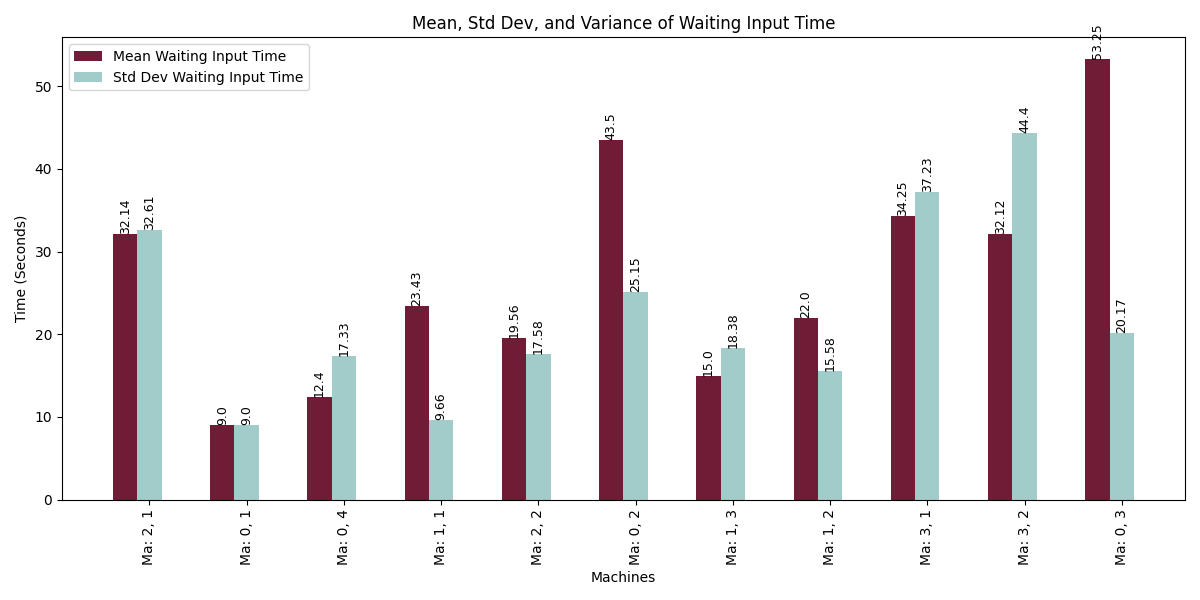 Mean, Std Dev, and Variance of Waiting Input Time
Mean Waiting Input Time
Std Dev Waiting Input Time
Time (Seconds)
50
40
30
20
10
0
32.14
32.61
9.0
9.0
12.4
17.33
23.43
9.66
19.56
17.58
43.5
25.15
15.0
18.38
22.0
15.58
34.25
37.23
32.12
44.4
53.25
20.17
Ma: 2, 1
Ma: 0, 1
Ma: 0, 4
Ma: 1, 1
Ma: 2, 2
Ma: 0, 2
Ma: 1, 3
Ma: 1, 2
Ma: 3, 1
Ma: 3, 2
Ma: 0, 3
Machines